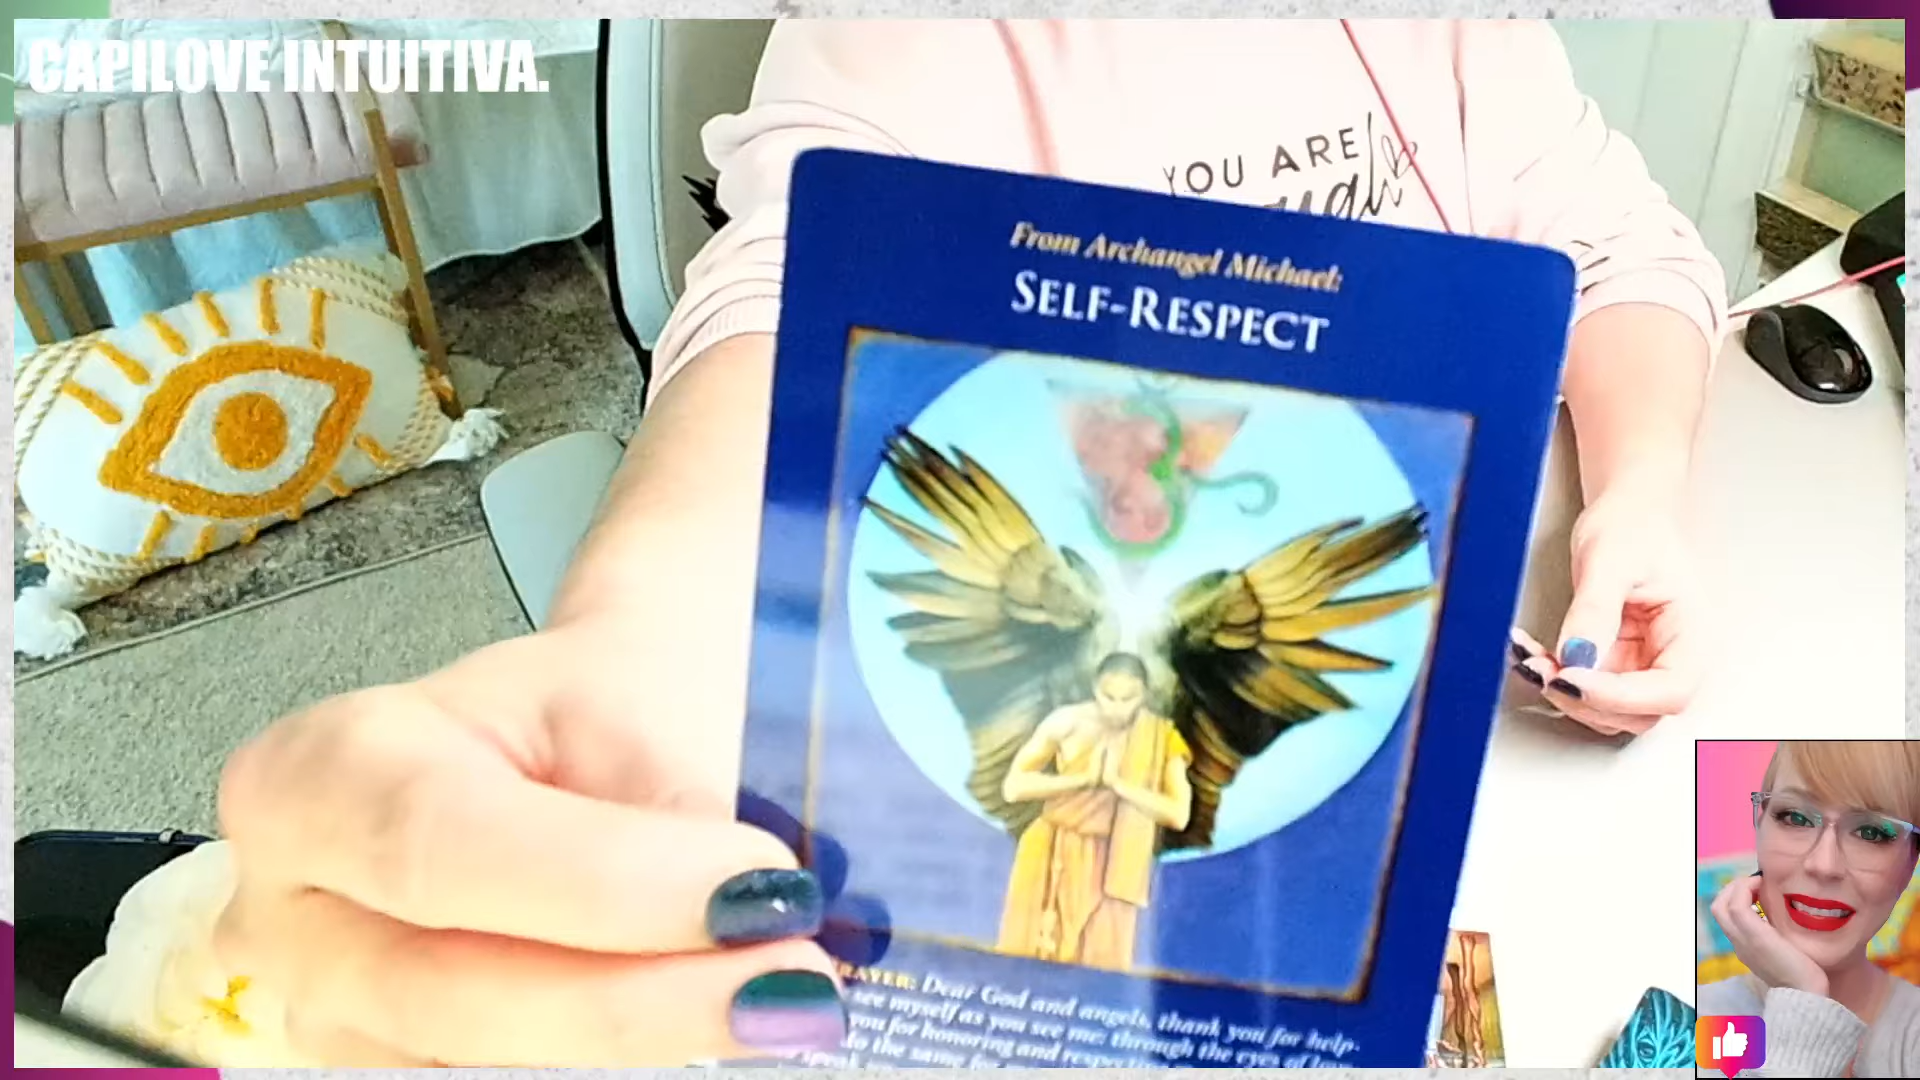 CAPILOVE INTUITIVA.
YOU ARE
From Archangel Michael:
SELF-RESPECT
Dear God and angels, thank you for help-
see myself as you see me: through the eyes of
you for honoring and
do the same for